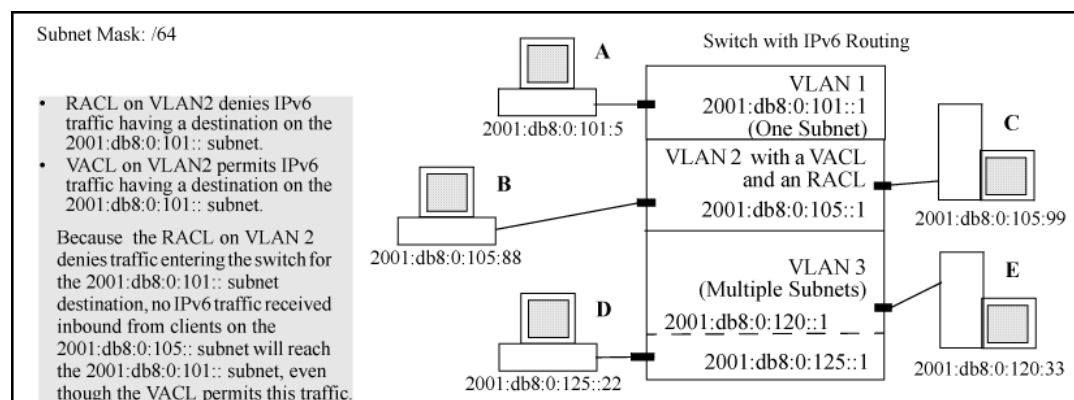 Subnet Mask: /64
• RACL on VLAN2 denies IPv6
traffic having a destination on the
2001:db8:0:101:: subnet.
• VACL on VLAN2 permits IPv6
traffic having a destination on the
2001:db8:0:101:: subnet.
Because the RACL on VLAN 2
denies traffic entering the switch for
the 2001:db8:0:101:: subnet
destination, no IPv6 traffic received
inbound from clients on the
2001:db8:0:105:: subnet will reach
the 2001:db8:0:101:: subnet, even
though the VACL permits this traffic.
Switch with IPv6 Routing
A
2001:db8:0:101:5
VLAN 1
2001:db8:0:101::1
(One Subnet)
B
2001:db8:0:105:88
VLAN 2 with a VACL
and an RACL
2001:db8:0:105::1
C
2001:db8:0:105:99
VLAN 3
(Multiple Subnets)
2001:db8:0:120::1
2001:db8:0:125::1
D
2001:db8:0:125::22
E
2001:db8:0:120:33